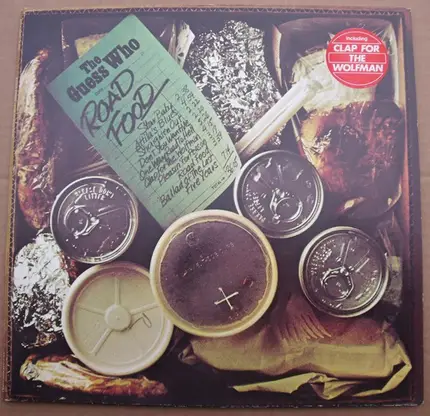 The
Guess Who
ROAD
FOOD
Star Baby
Attila's Blues
Straighten Out
Don't You Want Me
One Way Road To Hell
Clap for the Wolfman
Pleasin' for Reason
Road Food
Ballad of the Last
Five Years
Including
CLAP FOR
THE
WOLFMAN